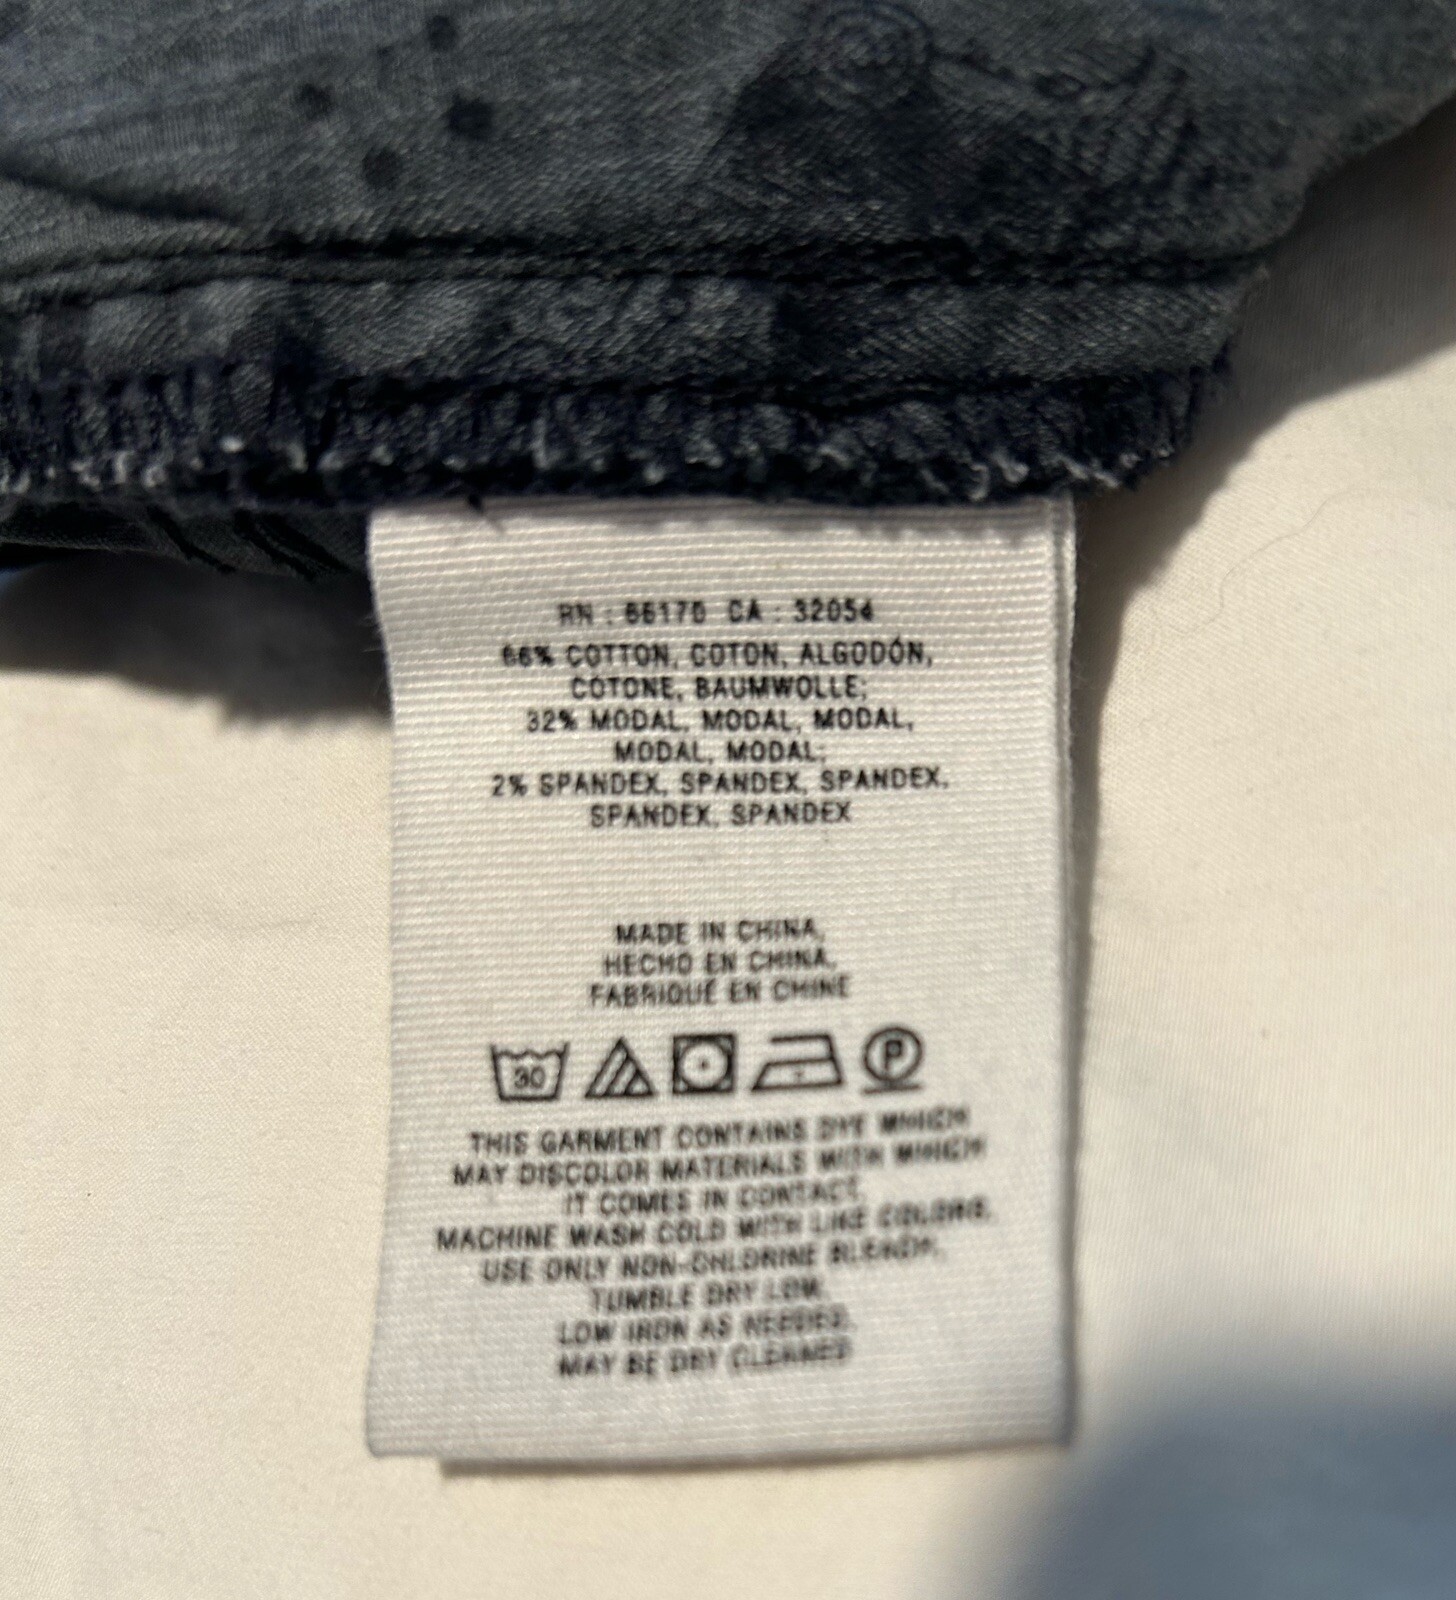 RN : 66170 CA : 32054
66% COTTON, COTON, ALGODÓN,
COTONE, BAUMWOLLE;
32% MODAL, MODAL, MODAL,
MODAL, MODAL;
2% SPANDEX, SPANDEX, SPANDEX,
SPANDEX, SPANDEX
MADE IN CHINA,
HECHO EN CHINA,
FABRIQUÉ EN CHINE
30 P
THIS GARMENT CONTAINS DYE WHICH
MAY DISCOLOR MATERIALS WITH WHICH
IT COMES IN CONTACT.
MACHINE WASH COLD WITH LIKE COLORS,
USE ONLY NON-CHLORINE BLEACH,
TUMBLE DRY LOW,
LOW IRON AS NEEDED,
MAY BE DRY CLEANED